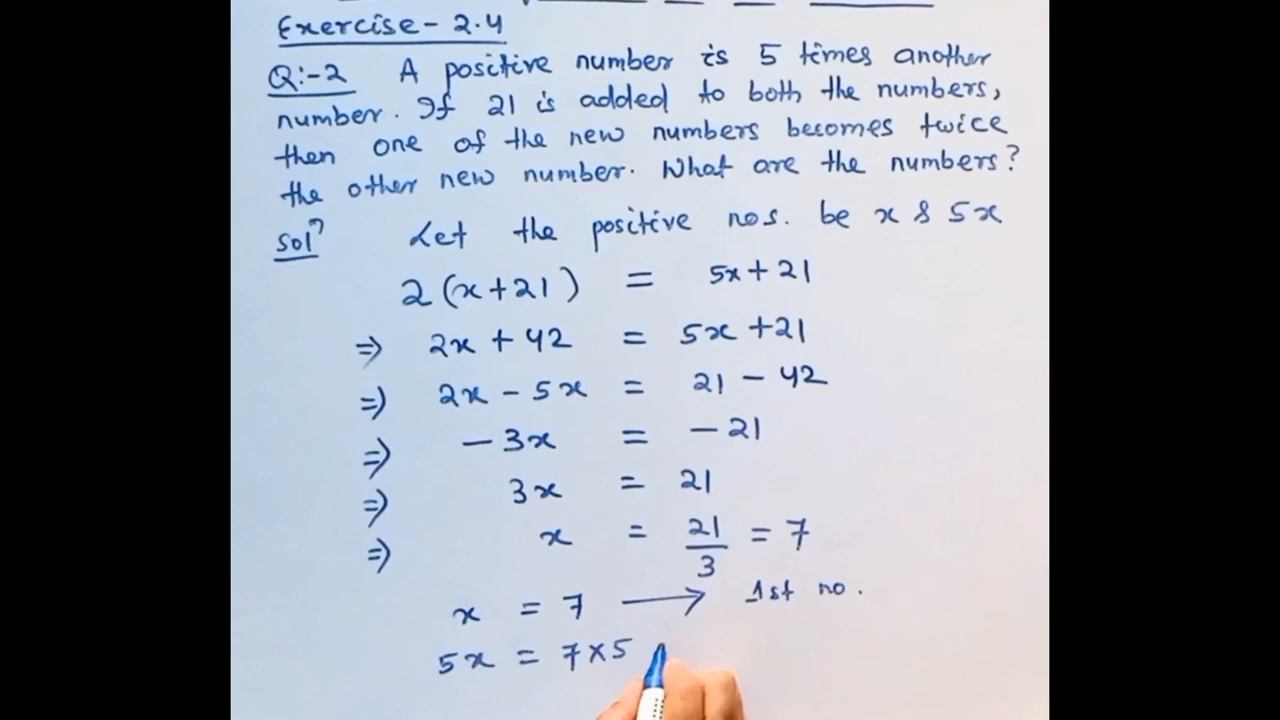 Exercise - 2.4
Q:-2 A positive number is 5 times another
number. If 21 is added to both the numbers,
then one of the new numbers becomes twice
the other new number. What are the numbers?
Solⁿ Let the positive nos. be x & 5x
2(x+21) = 5x+21
⇒ 2x + 42 = 5x +21
⇒ 2x - 5x = 21 - 42
⇒ -3x = -21
⇒ 3x = 21
⇒ x = 21/3 = 7
x = 7 → 1st no.
5x = 7×5